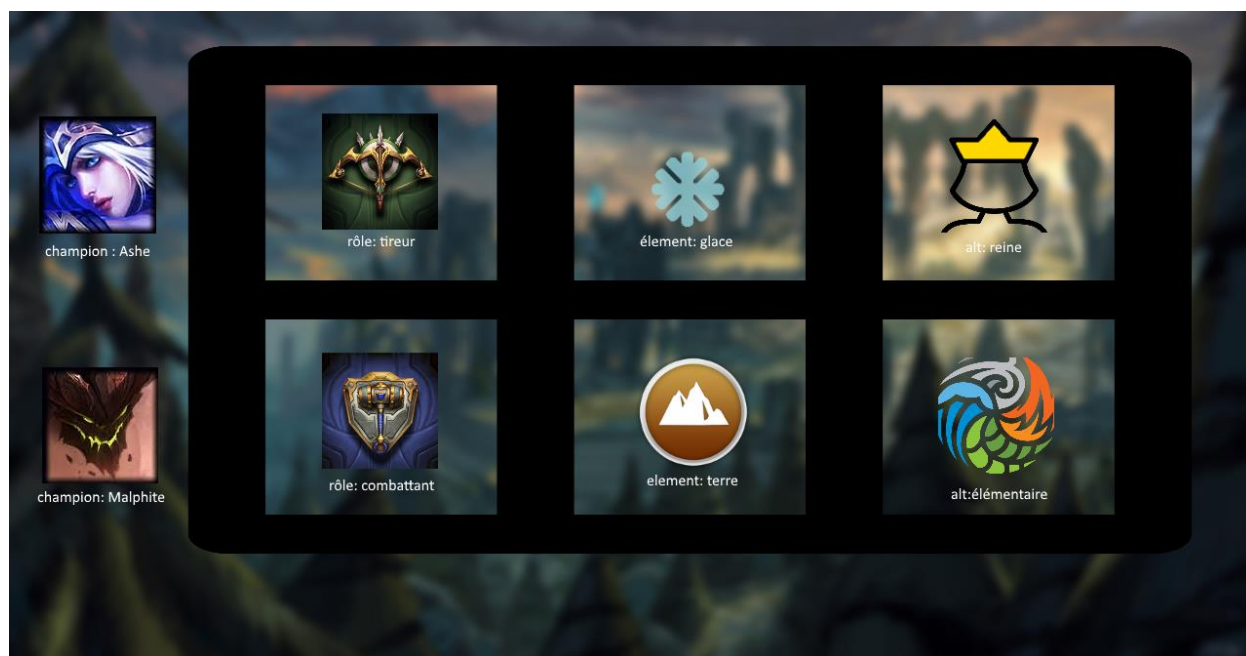 champion : Ashe
rôle: tireur
élement: glace
alt: reine
champion: Malphite
rôle: combattant
element: terre
alt:élémentaire